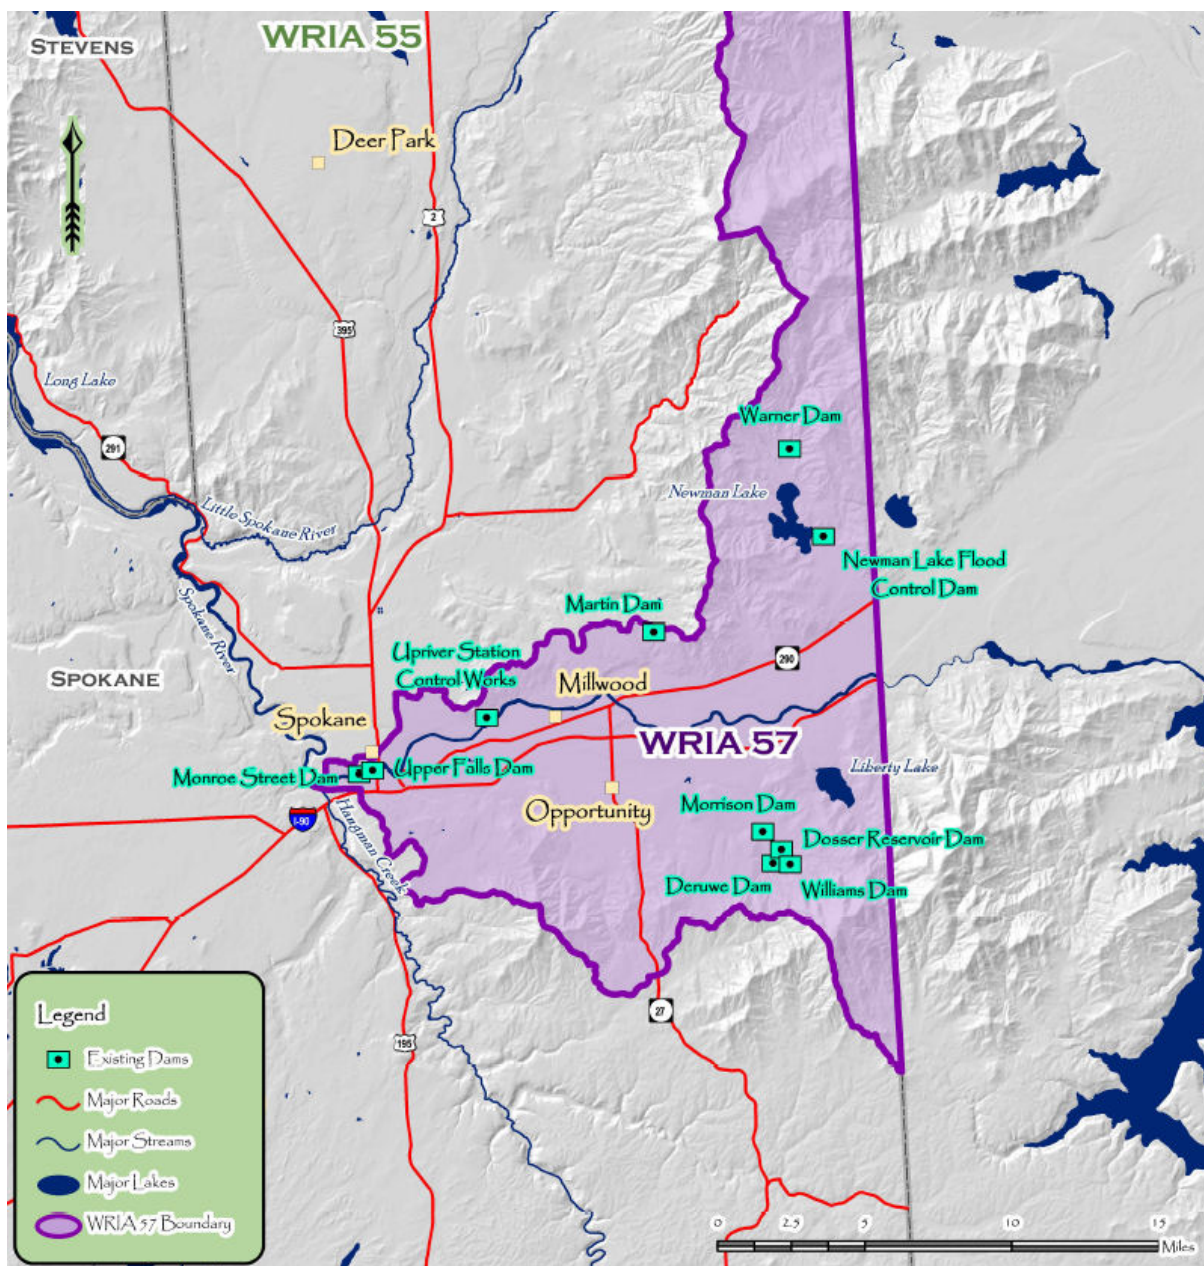 WRIA 55
STEVENS
Deer Park
2
395
Long Lake
291
Little Spokane River
Spokane River
SPOKANE
Warner Dam
Newman Lake
Newman Lake Flood
Control Dam
Martin Dam
Upriver Station
Control Works
290
Millwood
Spokane
WRIA 57
Monroe Street Dam
Upper Falls Dam
Liberty Lake
Opportunity
I-90
Hangman Creek
Morrison Dam
Dosser Reservoir Dam
Deruwe Dam
Williams Dam
27
195
Legend
Existing Dams
Major Roads
Major Streams
Major Lakes
WRIA 57 Boundary
0 2.5 5 10 15
Miles